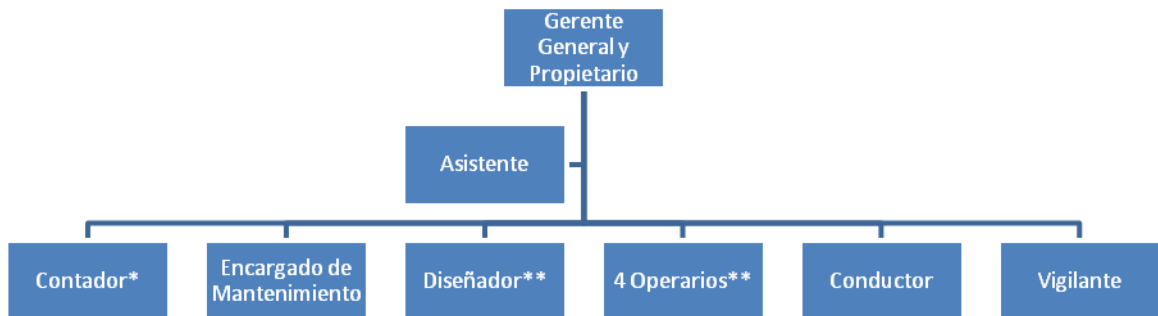 Gerente
General y
Propietario
Asistente
Contador*
Encargado de
Mantenimiento
Diseñador**
4 Operarios**
Conductor
Vigilante